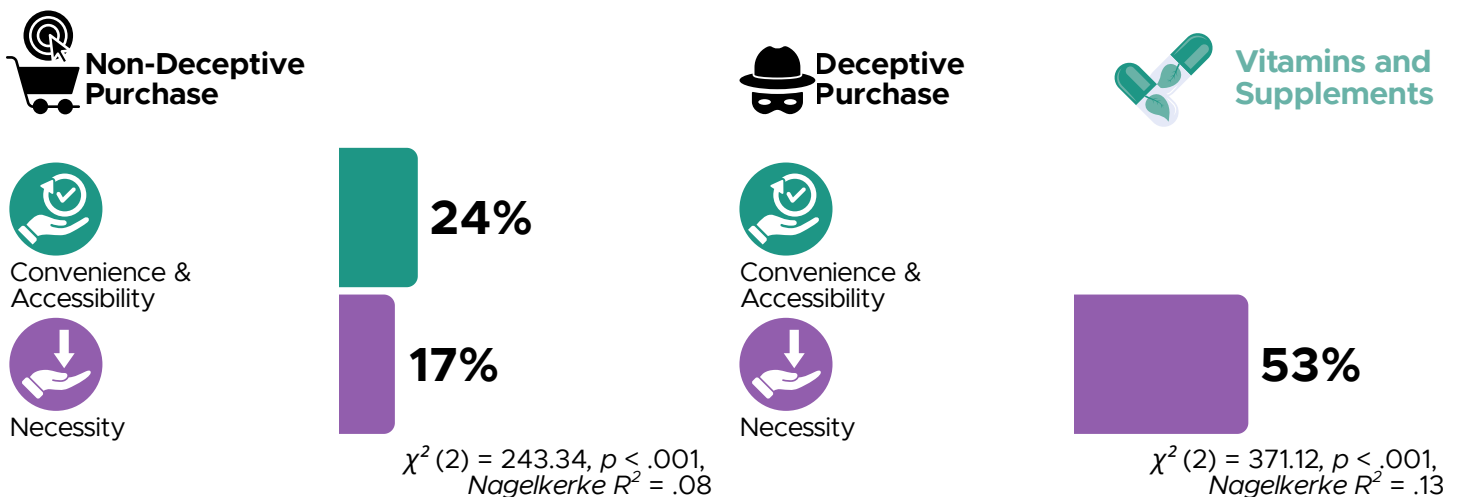 Non-Deceptive
Purchase
Convenience &
Accessibility
24%
Necessity
17%
χ² (2) = 243.34, p < .001,
Nagelkerke R² = .08
Deceptive
Purchase
Vitamins and
Supplements
Convenience &
Accessibility
Necessity
53%
χ² (2) = 371.12, p < .001,
Nagelkerke R² = .13